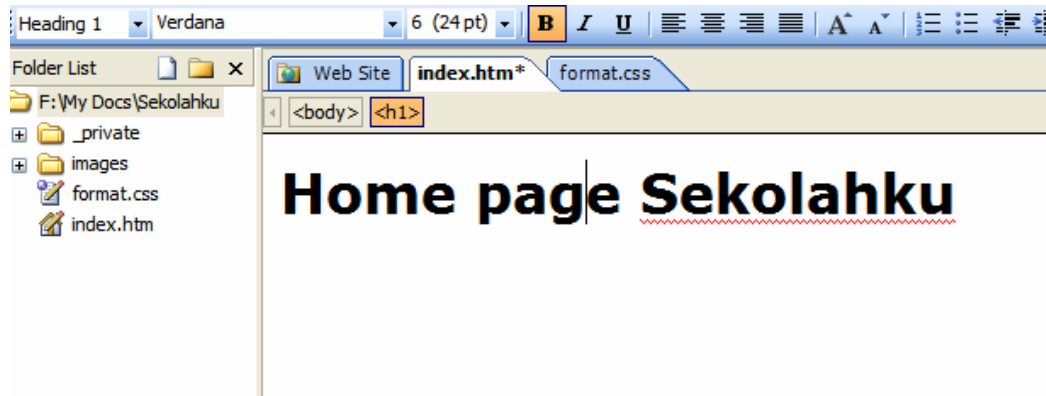 Heading 1 Verdana 6 (24 pt) B I U A A
Folder List
Web Site index.htm* format.css
F:\My Docs\Sekolahku
<body> <h1>
_private
images
format.css
index.htm
Home page Sekolahku